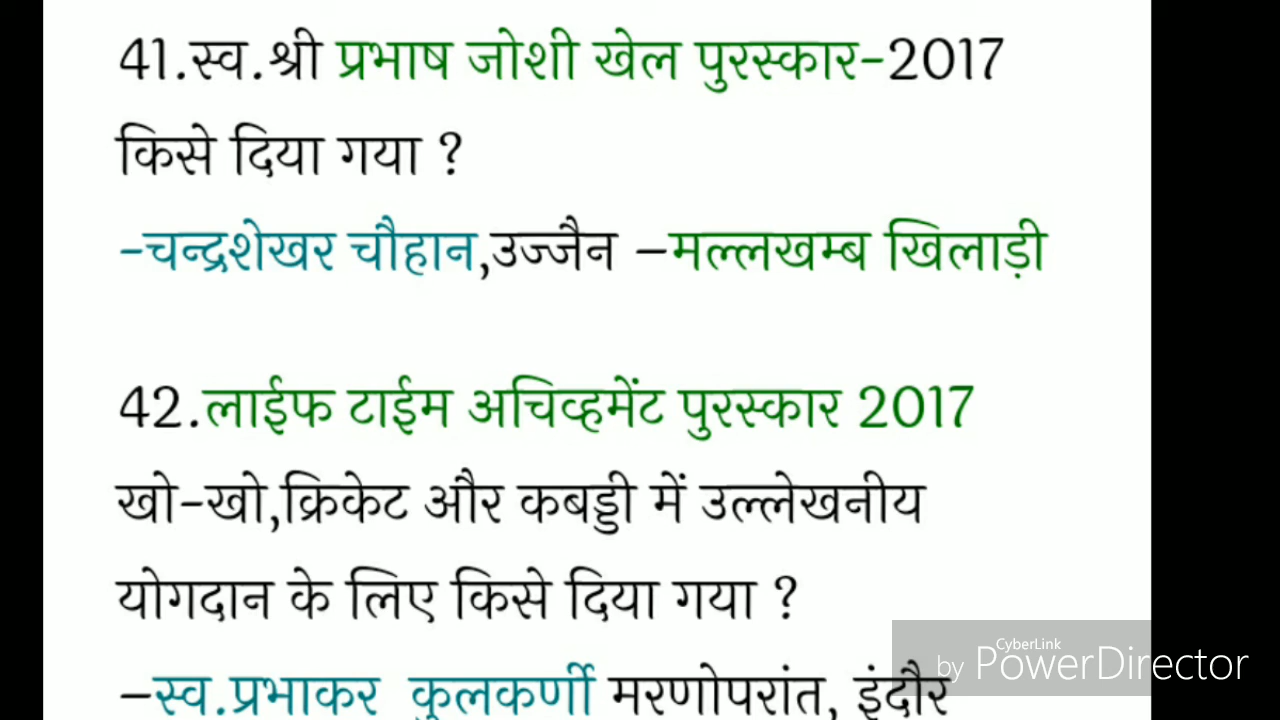 41.स्व.श्री प्रभाष जोशी खेल पुरस्कार-2017
किसे दिया गया ?
-चन्द्रशेखर चौहान,उज्जैन –मल्लखम्ब खिलाड़ी
42.लाईफ टाईम अचिव्हमेंट पुरस्कार 2017
खो-खो,क्रिकेट और कबड्डी में उल्लेखनीय
योगदान के लिए किसे दिया गया ?
–स्व.प्रभाकर कुलकर्णी मरणोपरांत, इंदौर
CyberLink
by PowerDirector